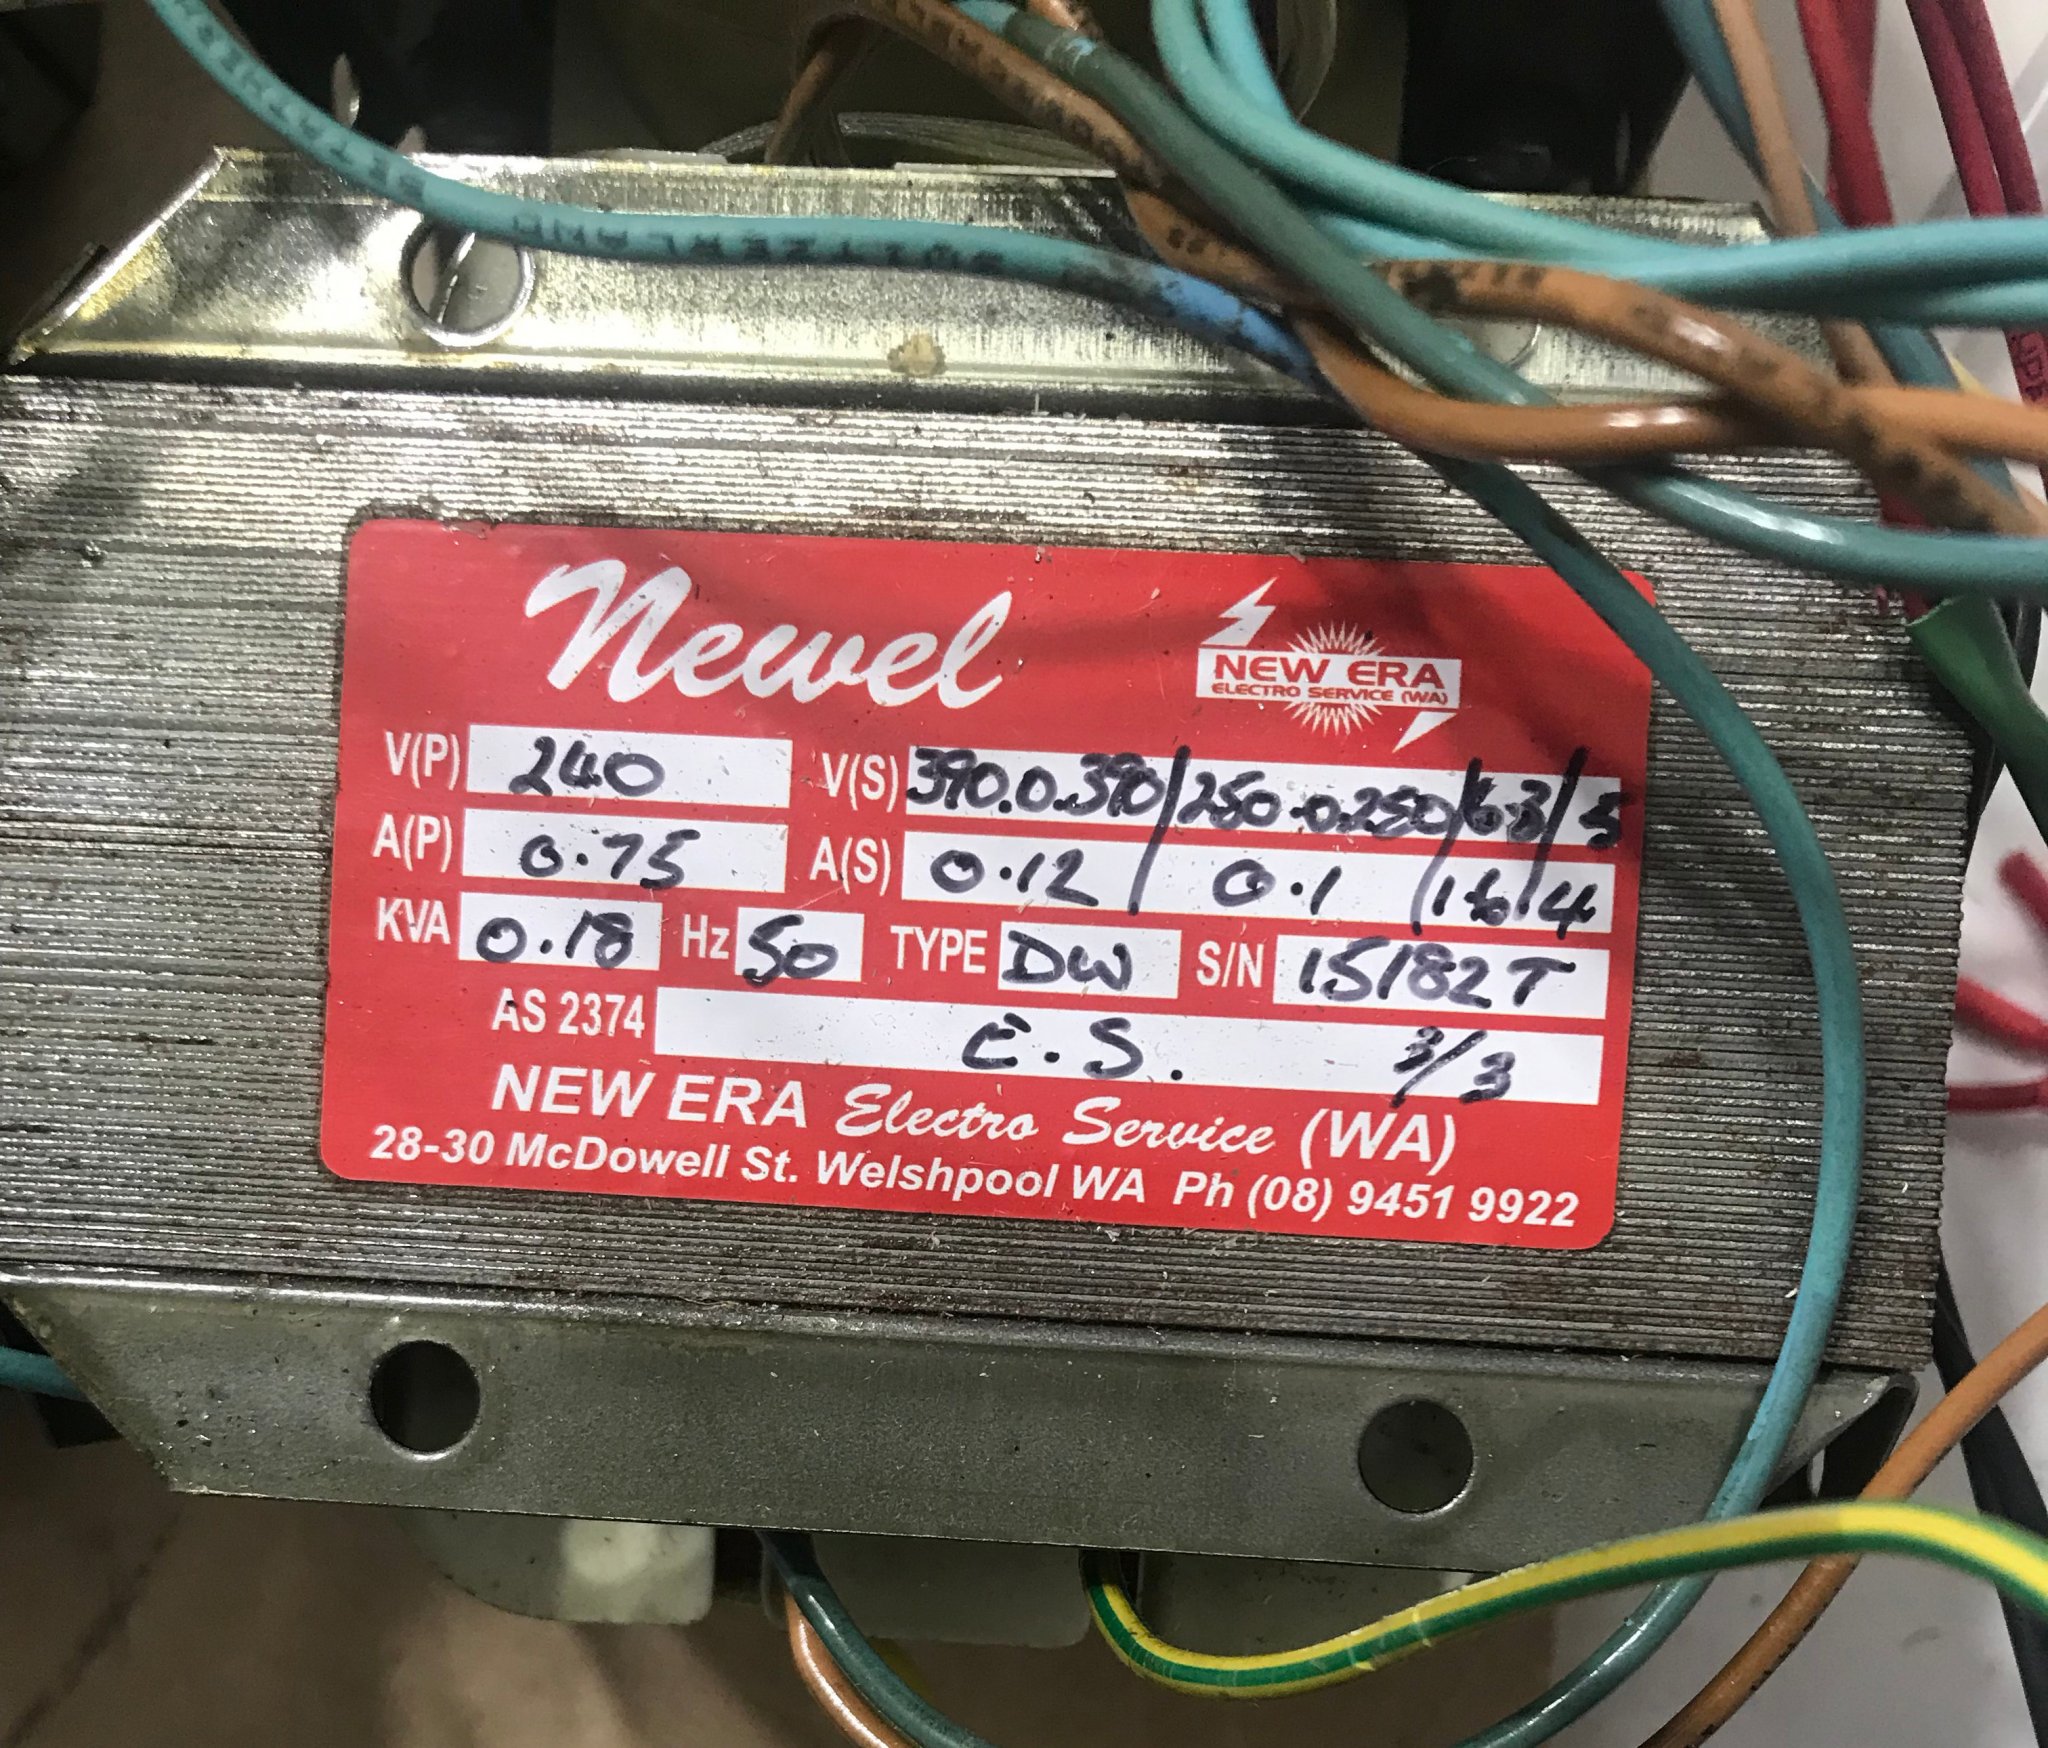 SWITZERLAND
Newel
NEW ERA
ELECTRO SERVICE (WA)
V(P) 240 V(S) 390.0.390/250.0.250/6.3/5
A(P) 0.75 A(S) 0.12/0.1/16/4
KVA 0.18 Hz 50 TYPE DW S/N 15182T
AS 2374 E.S. 3/3
NEW ERA Electro Service (WA)
28-30 McDowell St. Welshpool WA Ph (08) 9451 9922